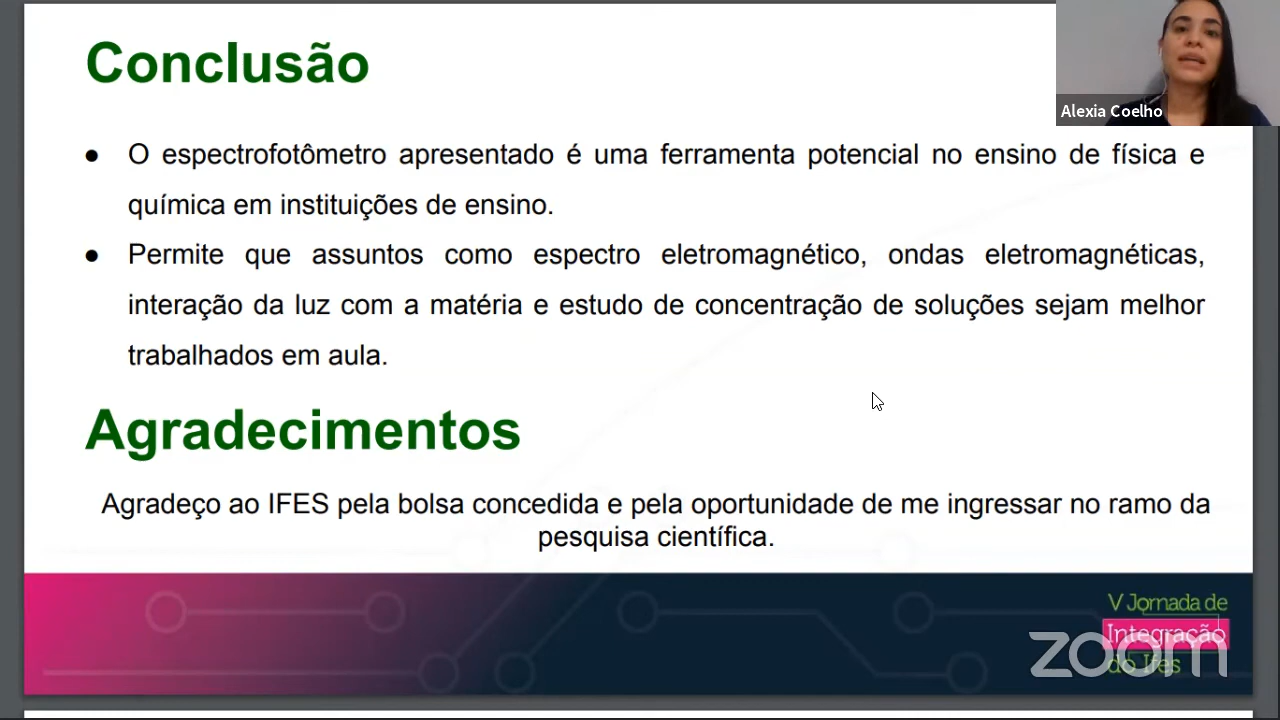 Conclusão
Alexia Coelho
● O espectrofotômetro apresentado é uma ferramenta potencial no ensino de física e
química em instituições de ensino.
● Permite que assuntos como espectro eletromagnético, ondas eletromagnéticas,
interação da luz com a matéria e estudo de concentração de soluções sejam melhor
trabalhados em aula.
Agradecimentos
Agradeço ao IFES pela bolsa concedida e pela oportunidade de me ingressar no ramo da
pesquisa científica.
V Jornada de
Integração
do Ifes
zoom